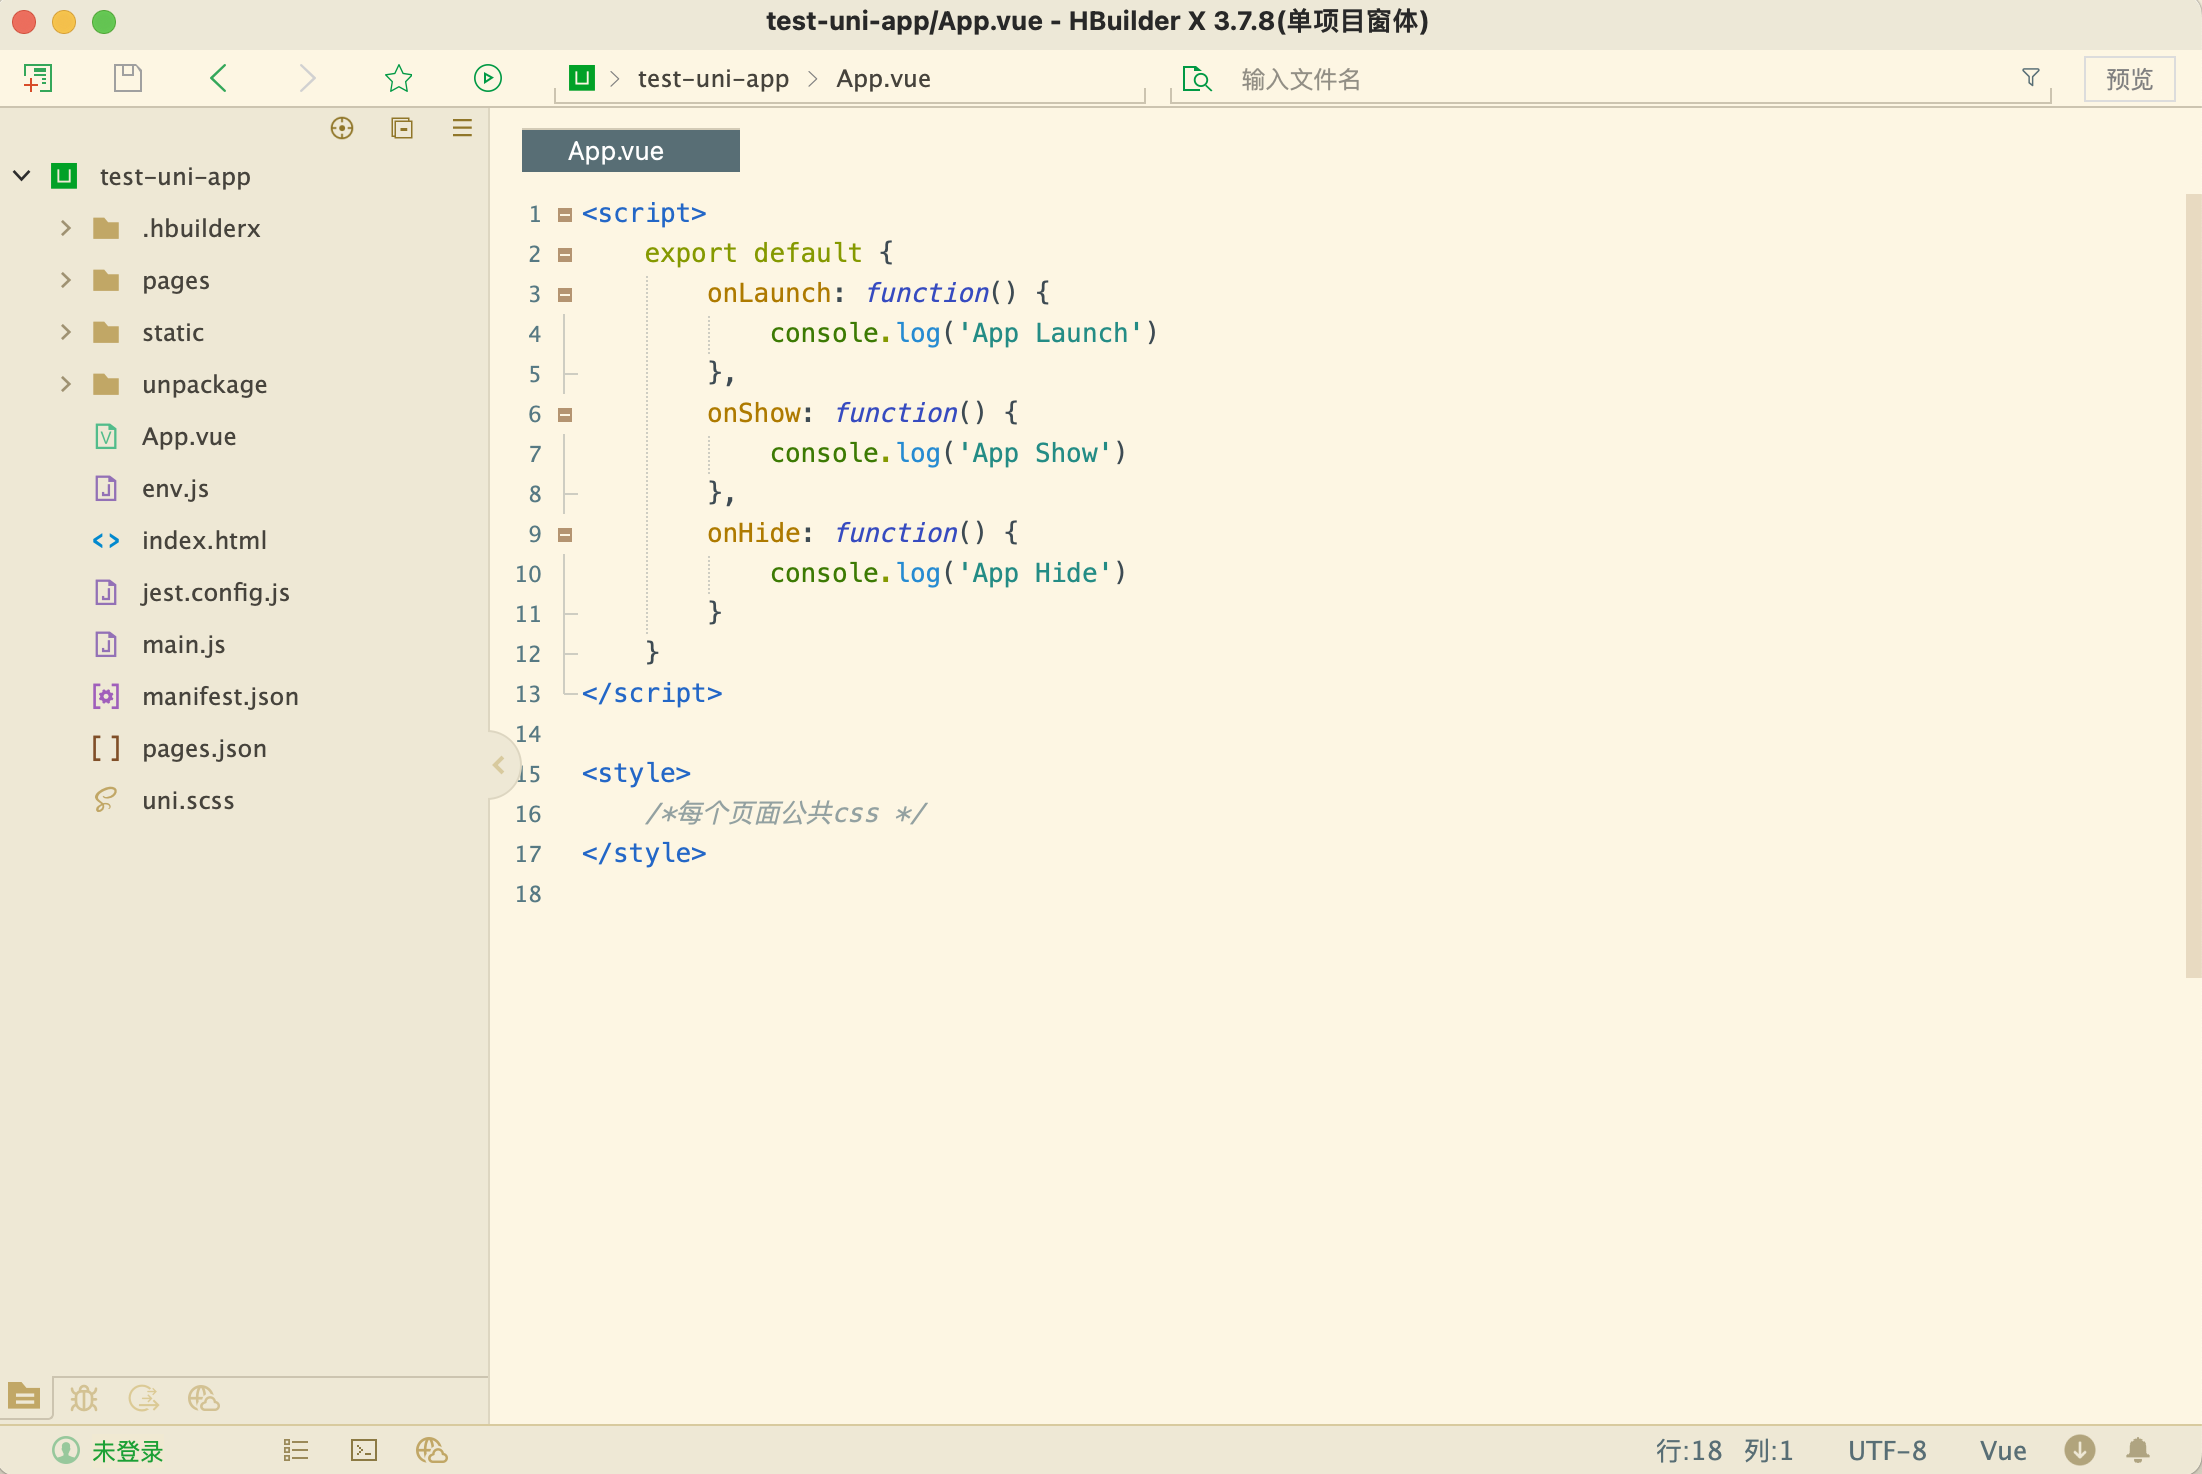 test-uni-app/App.vue - HBuilder X 3.7.8(单项目窗体)
test-uni-app App.vue
输入文件名
预览
test-uni-app
.hbuilderx
pages
static
unpackage
App.vue
env.js
index.html
jest.config.js
main.js
manifest.json
pages.json
uni.scss
App.vue
1 <script>
2 export default {
3 onLaunch: function() {
4 console.log('App Launch')
5 },
6 onShow: function() {
7 console.log('App Show')
8 },
9 onHide: function() {
10 console.log('App Hide')
11 }
12 }
13 </script>
14
15 <style>
16 /*每个页面公共css */
17 </style>
18
未登录
行:18 列:1 UTF-8 Vue